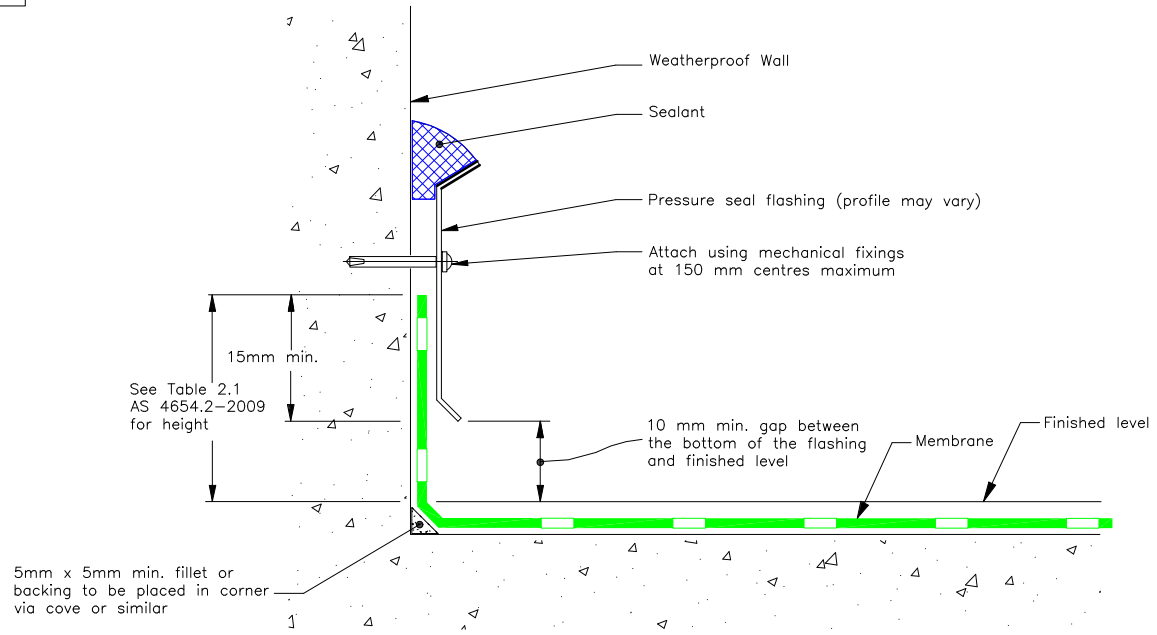 Weatherproof Wall
Sealant
Pressure seal flashing (profile may vary)
Attach using mechanical fixings
at 150 mm centres maximum
15mm min.
See Table 2.1
AS 4654.2-2009
for height
10 mm min. gap between
the bottom of the flashing
and finished level
Membrane
Finished level
5mm x 5mm min. fillet or
backing to be placed in corner
via cove or similar